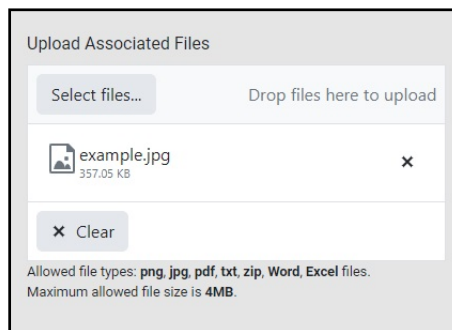 Upload Associated Files
Select files... Drop files here to upload
example.jpg
357.05 KB
Clear
Allowed file types: png, jpg, pdf, txt, zip, Word, Excel files.
Maximum allowed file size is 4MB.